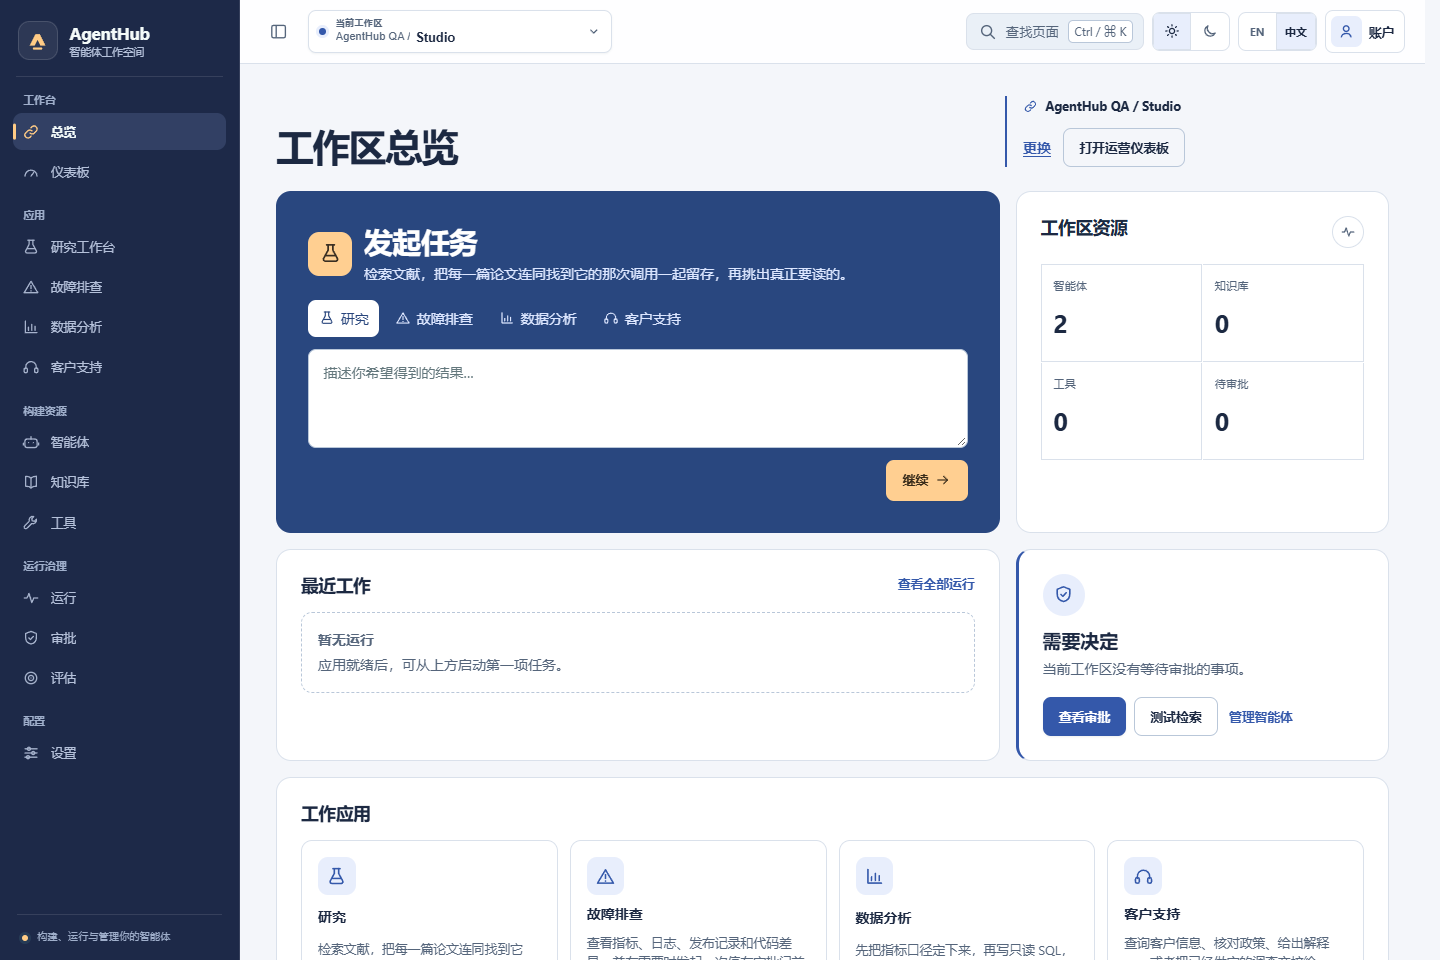 AgentHub
智能体工作空间
工作台
总览
仪表板
应用
研究工作台
故障排查
数据分析
客户支持
构建资源
智能体
知识库
工具
运行治理
运行
审批
评估
配置
设置
构建、运行与管理你的智能体
当前工作区
AgentHub QA / Studio
查找页面 Ctrl / ⌘ K
EN 中文
账户
工作区总览
AgentHub QA / Studio
更换 打开运营仪表板
发起任务
检索文献，把每一篇论文连同找到它的那次调用一起留存，再挑出真正要读的。
研究 故障排查 数据分析 客户支持
描述你希望得到的结果...
继续
工作区资源
智能体 知识库
2 0
工具 待审批
0 0
最近工作 查看全部运行
暂无运行
应用就绪后，可从上方启动第一项任务。
需要决定
当前工作区没有等待审批的事项。
查看审批 测试检索 管理智能体
工作应用
研究
检索文献，把每一篇论文连同找到它
故障排查
查看指标、日志、发布记录和代码差
数据分析
先把指标口径定下来，再写只读 SQL，
客户支持
查询客户信息、核对政策、给出解释